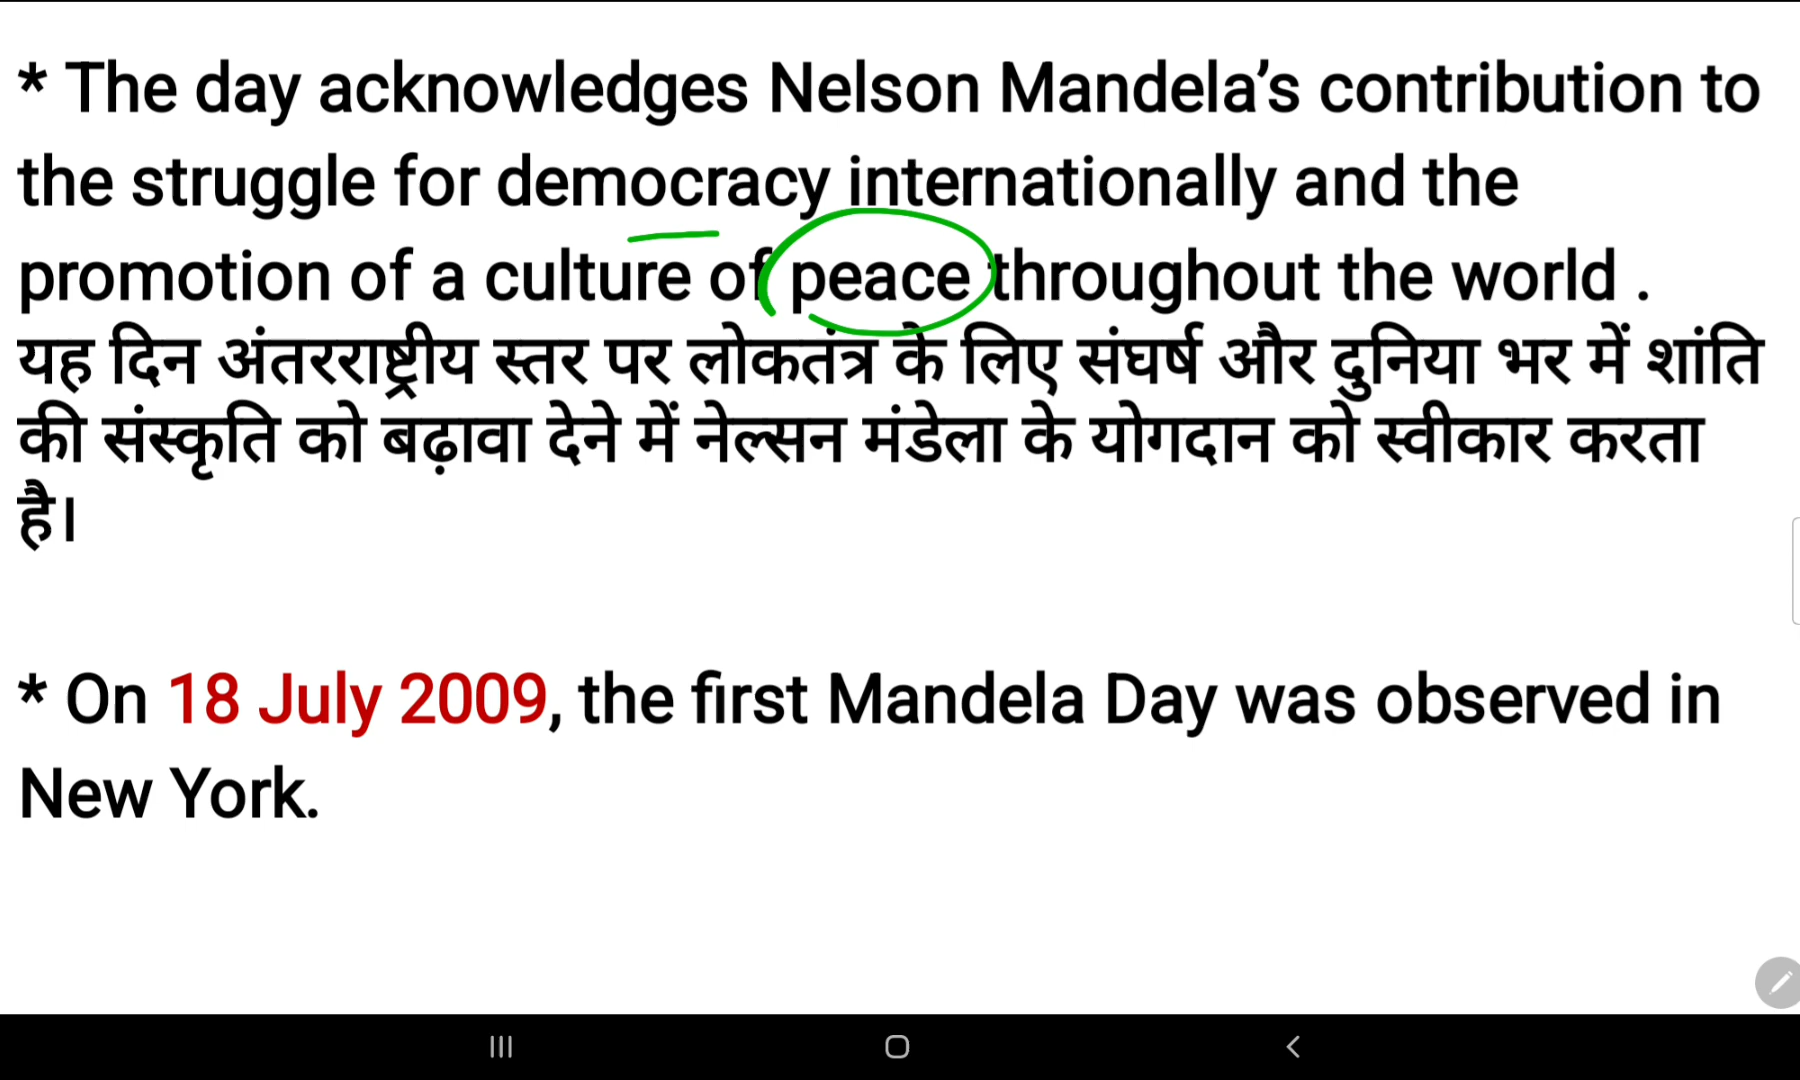 * The day acknowledges Nelson Mandela’s contribution to
the struggle for democracy internationally and the
promotion of a culture of peace throughout the world .
यह दिन अंतरराष्ट्रीय स्तर पर लोकतंत्र के लिए संघर्ष और दुनिया भर में शांति
की संस्कृति को बढ़ावा देने में नेल्सन मंडेला के योगदान को स्वीकार करता
है।
* On 18 July 2009, the first Mandela Day was observed in
New York.